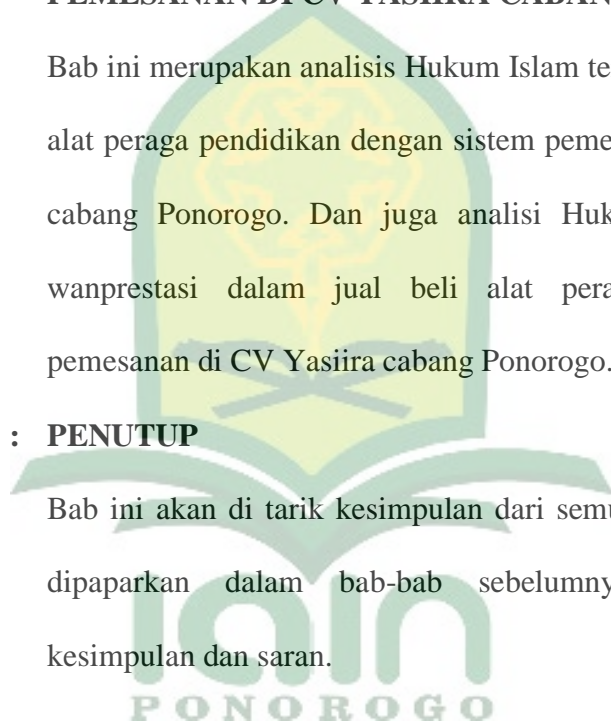 PEMESANAN DI CV YASIIRA CABAN
Bab ini merupakan analisis Hukum Islam te
alat peraga pendidikan dengan sistem peme
cabang Ponorogo. Dan juga analisi Huk
wanprestasi dalam jual beli alat pera
pemesanan di CV Yasiira cabang Ponorogo.
: PENUTUP
Bab ini akan di tarik kesimpulan dari semu
dipaparkan dalam bab-bab sebelumny
kesimpulan dan saran.
iain
PONOROGO